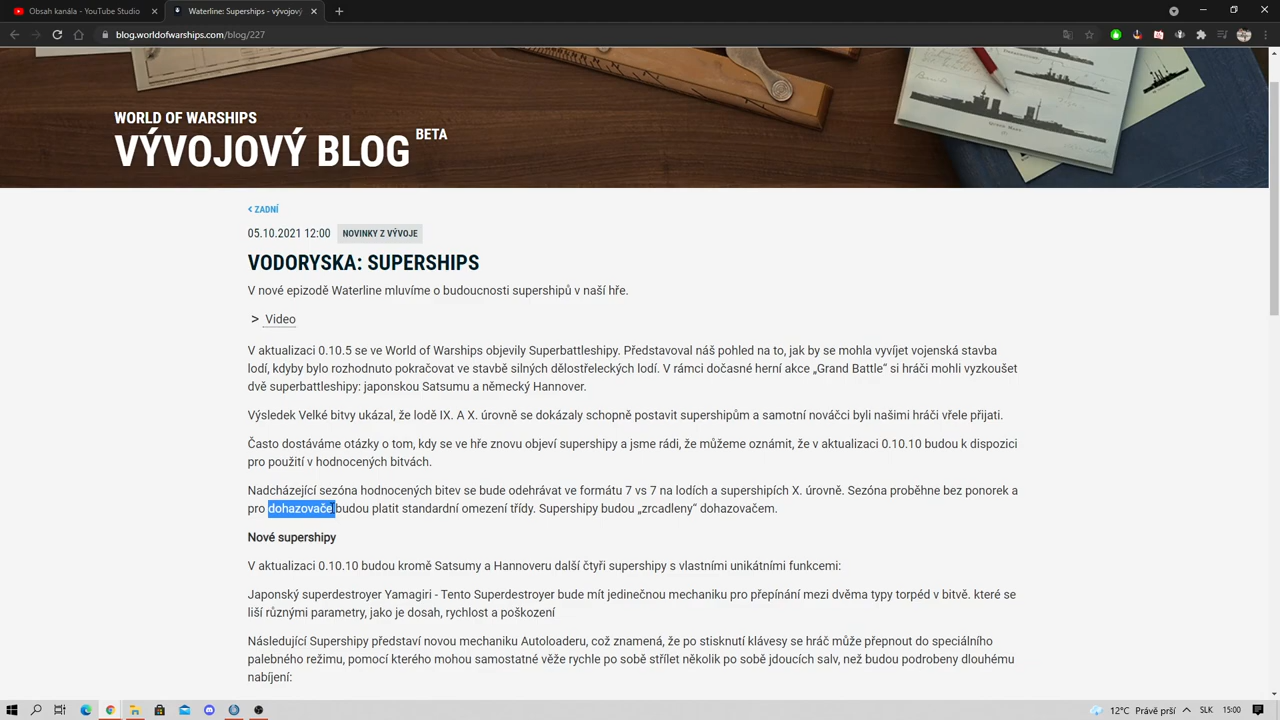 Obsah kanála - YouTube Studio
Waterline: Superships - vývojový
blog.worldofwarships.com/blog/227
WORLD OF WARSHIPS
VÝVOJOVÝ BLOG BETA
< ZADNÍ
05.10.2021 12:00 NOVINKY Z VÝVOJE
VODORYSKA: SUPERSHIPS
V nové epizodě Waterline mluvíme o budoucnosti supershipů v naší hře.
> Video
V aktualizaci 0.10.5 se ve World of Warships objevily Superbattleshipy. Představoval náš pohled na to, jak by se mohla vyvíjet vojenská stavba
lodí, kdyby bylo rozhodnuto pokračovat ve stavbě silných dělostřeleckých lodí. V rámci dočasné herní akce „Grand Battle“ si hráči mohli vyzkoušet
dvě superbattleshipy: japonskou Satsumu a německý Hannover.
Výsledek Velké bitvy ukázal, že lodě IX. A X. úrovně se dokázaly schopně postavit supershipům a samotní nováčci byli našimi hráči vřele přijati.
Často dostáváme otázky o tom, kdy se ve hře znovu objeví supershipy a jsme rádi, že můžeme oznámit, že v aktualizaci 0.10.10 budou k dispozici
pro použití v hodnocených bitvách.
Nadcházející sezóna hodnocených bitev se bude odehrávat ve formátu 7 vs 7 na lodích a supershipích X. úrovně. Sezóna proběhne bez ponorek a
pro dohazovače budou platit standardní omezení třídy. Supershipy budou „zrcadleny“ dohazovačem.
Nové supershipy
V aktualizaci 0.10.10 budou kromě Satsumy a Hannoveru další čtyři supershipy s vlastními unikátními funkcemi:
Japonský superdestroyer Yamagiri - Tento Superdestroyer bude mít jedinečnou mechaniku pro přepínání mezi dvěma typy torpéd v bitvě. které se
liší různými parametry, jako je dosah, rychlost a poškození
Následující Supershipy představí novou mechaniku Autoloaderu, což znamená, že po stisknutí klávesy se hráč může přepnout do speciálního
palebného režimu, pomocí kterého mohou samostatné věže rychle po sobě střílet několik po sobě jdoucích salv, než budou podrobeny dlouhému
nabíjení:
12°C Právě prší SLK 15:00